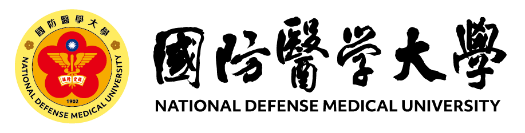 國防醫學大學
NATIONAL DEFENSE MEDICAL UNIVERSITY
1902
國防醫学大學
NATIONAL DEFENSE MEDICAL UNIVERSITY